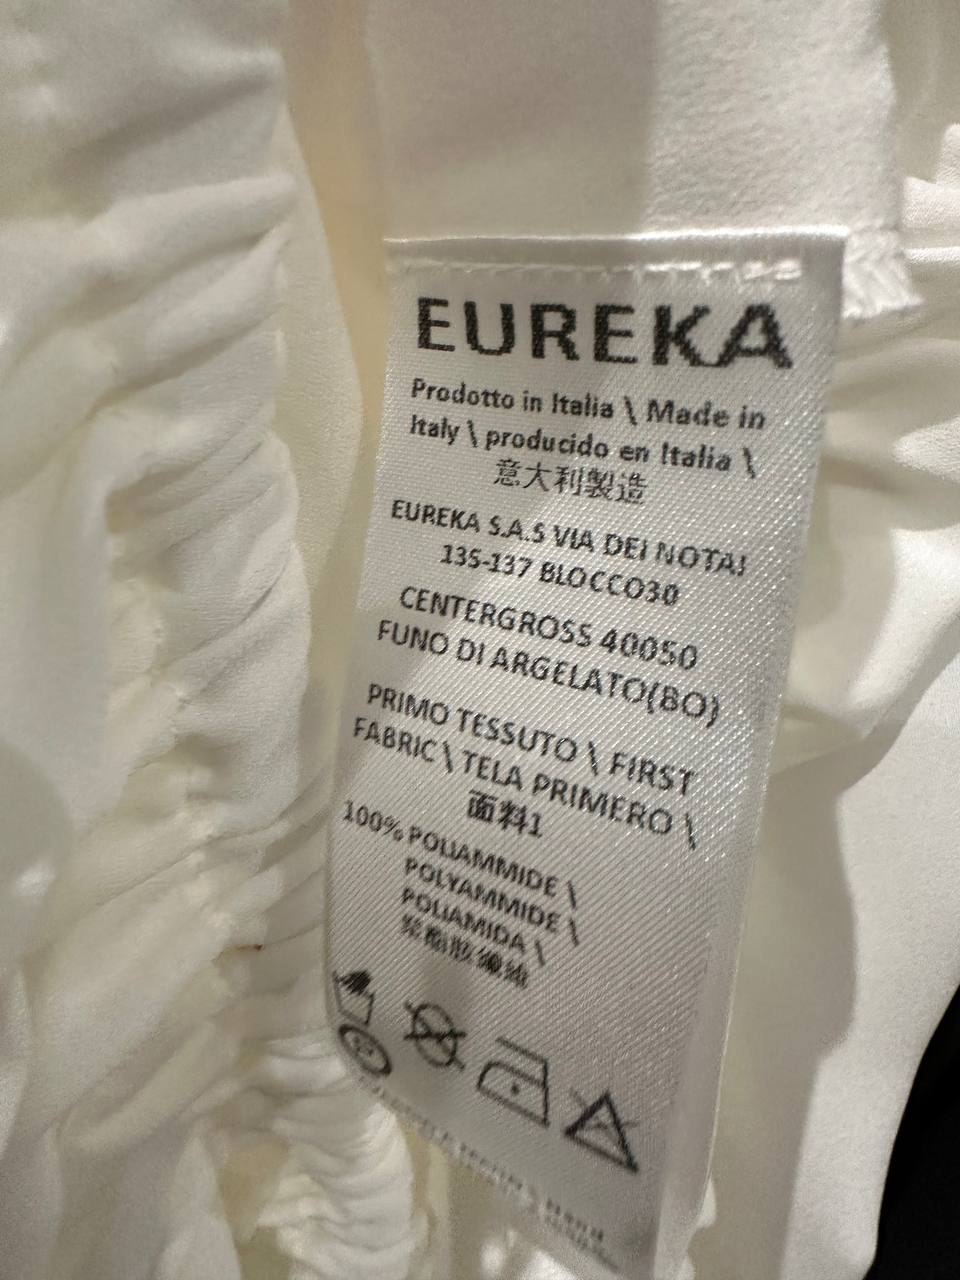 EUREKA
Prodotto in Italia \ Made in
Italy \ producido en Italia \
意大利製造
EUREKA S.A.S VIA DEI NOTAI
135-137 BLOCCO30
CENTERGROSS 40050
FUNO DI ARGELATO(BO)
PRIMO TESSUTO \ FIRST
FABRIC \ TELA PRIMERO \
面料1
100% POLIAMMIDE \
POLYAMMIDE \
POLIAMIDA \